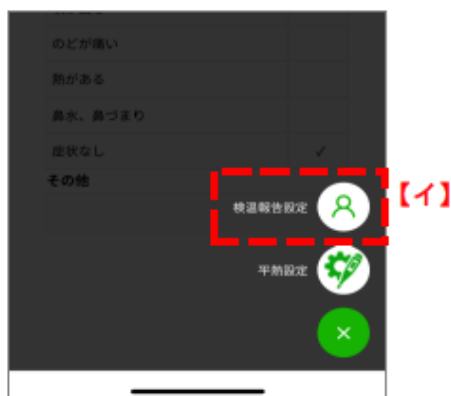 のどが痛い
熱がある
鼻水、鼻づまり
症状なし ✓
その他
検温報告設定
【イ】
平熱設定